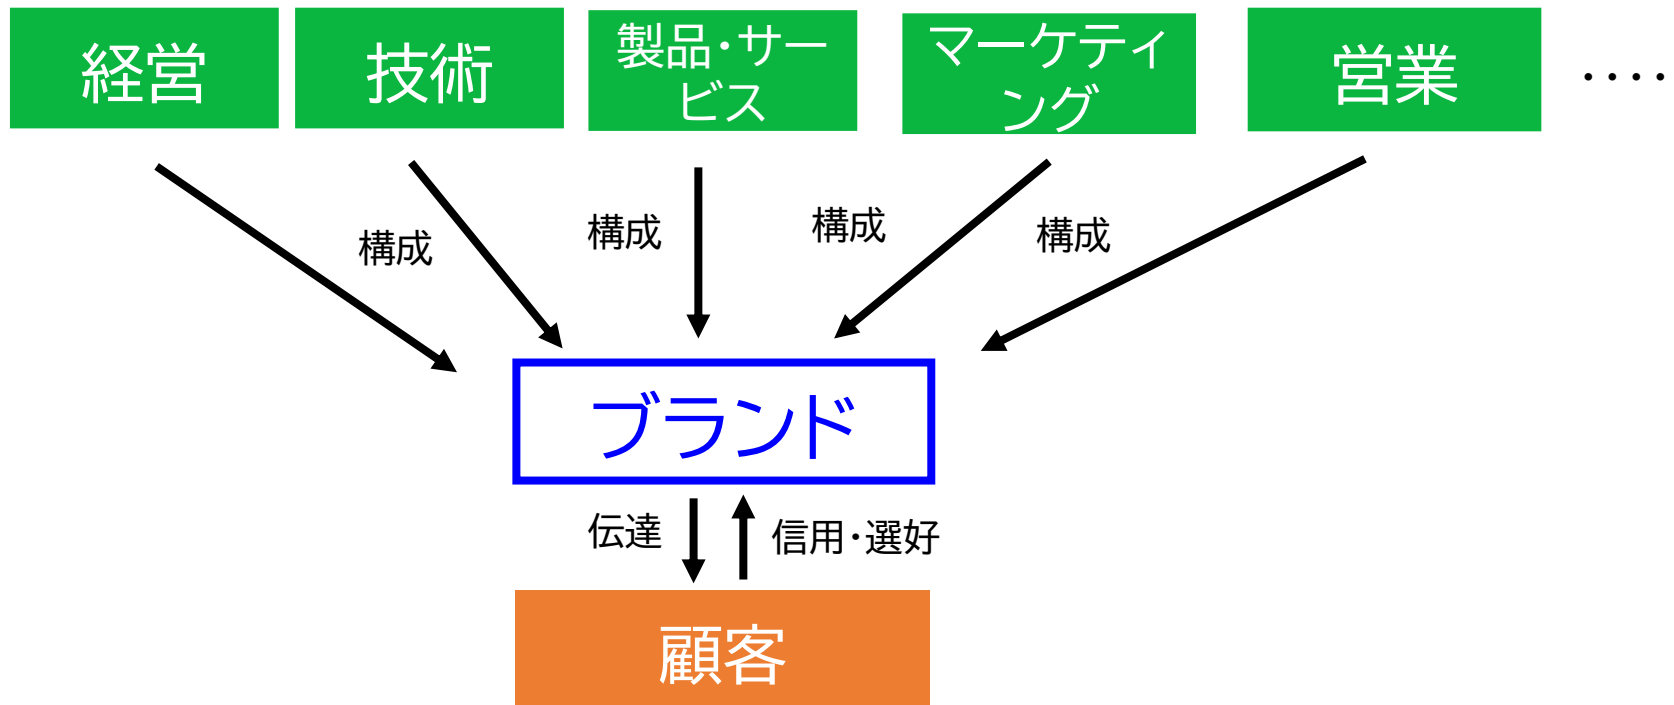 経営
技術
製品・サー
ビス
マーケティ
ング
営業
・・・・
構成
構成
構成
構成
ブランド
伝達
信用・選好
顧客